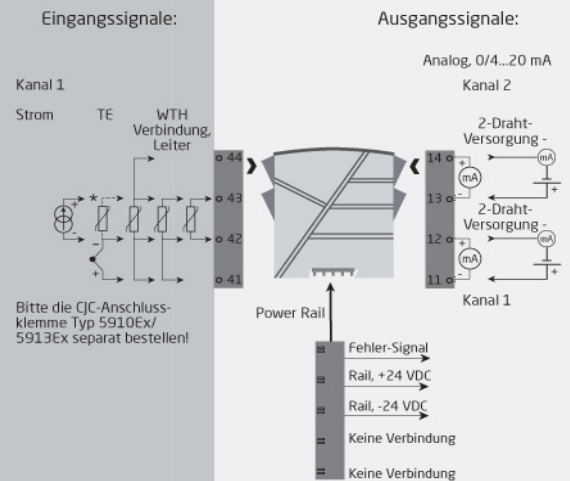 Eingangssignale:
Ausgangssignale:
Analog, 0/4...20 mA
Kanal 1
Kanal 2
Strom
TE
WTH
Verbindung,
Leiter
2-Draht-
Versorgung -
44
43
42
41
14
13
12
11
+
-
*
-
+
+
mA
-
mA
+
2-Draht-
Versorgung -
+
mA
-
mA
+
Kanal 1
Bitte die CJC-Anschluss-
klemme Typ 5910Ex/
5913Ex separat bestellen!
Power Rail
Fehler-Signal
Rail, +24 VDC
Rail, -24 VDC
Keine Verbindung
Keine Verbindung